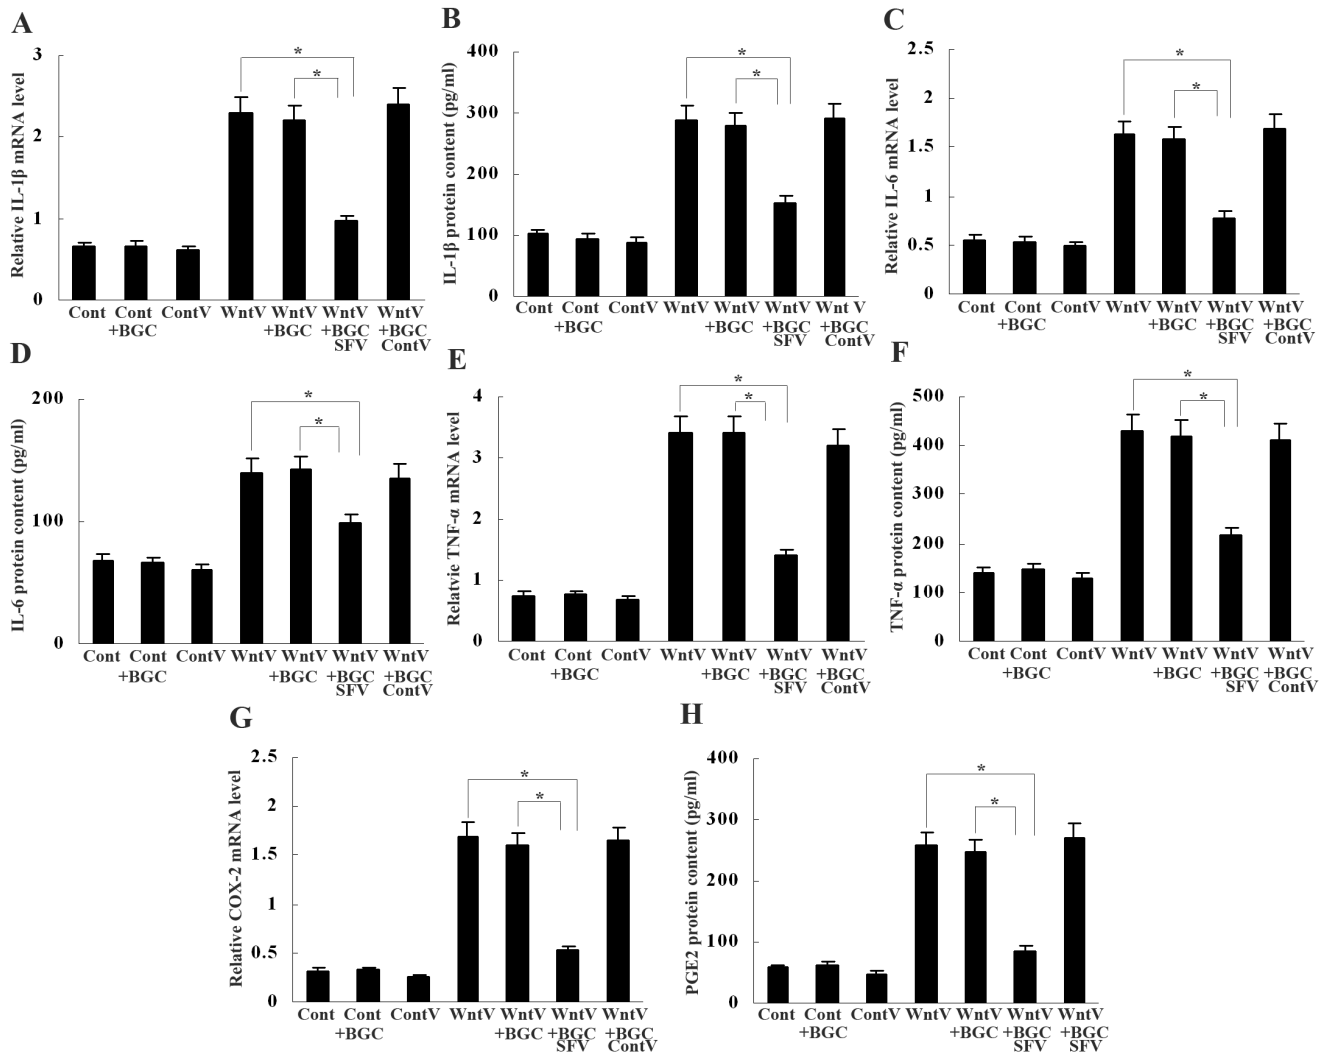 A
Relative IL-1β mRNA level
3
2
1
0
*
*
Cont Cont ContV WntV WntV WntV WntV
+BGC +BGC +BGC +BGC
SFV ContV
B
IL-1β protein content (pg/ml)
400
300
200
100
0
*
*
Cont Cont ContV WntV WntV WntV Wnt V
+BGC +BGC +BGC +BGC
SFV ContV
C
Relative IL-6 mRNA level
2.5
2
1.5
1
0.5
0
*
*
Cont Cont ContV WntV WntV WntV WntV
+BGC +BGC +BGC +BGC
SFV ContV
D
IL-6 protein content (pg/ml)
200
100
0
*
*
Cont Cont ContV WntV WntV WntV WntV
+BGC +BGC +BGC +BGC
SFV ContV
E
Relatvie TNF-α mRNA level
4
3
2
1
0
*
*
Cont Cont ContV WntV WntV WntV WntV
+BGC +BGC +BGC +BGC
SFV ContV
F
TNF-α protein content (pg/ml)
500
400
300
200
100
0
*
*
Cont Cont ContV WntV WntV WntV WntV
+BGC +BGC +BGC +BGC
SFV ContV
G
Relative COX-2 mRNA level
2.5
2
1.5
1
0.5
0
*
*
Cont Cont ContV WntV WntV WntV WntV
+BGC +BGC +BGC +BGC
SFV ContV
H
PGE2 protein content (pg/ml)
400
300
200
100
0
*
*
Cont Cont ContV WntV WntV WntV WntV
+BGC +BGC +BGC +BGC
SFV SFV